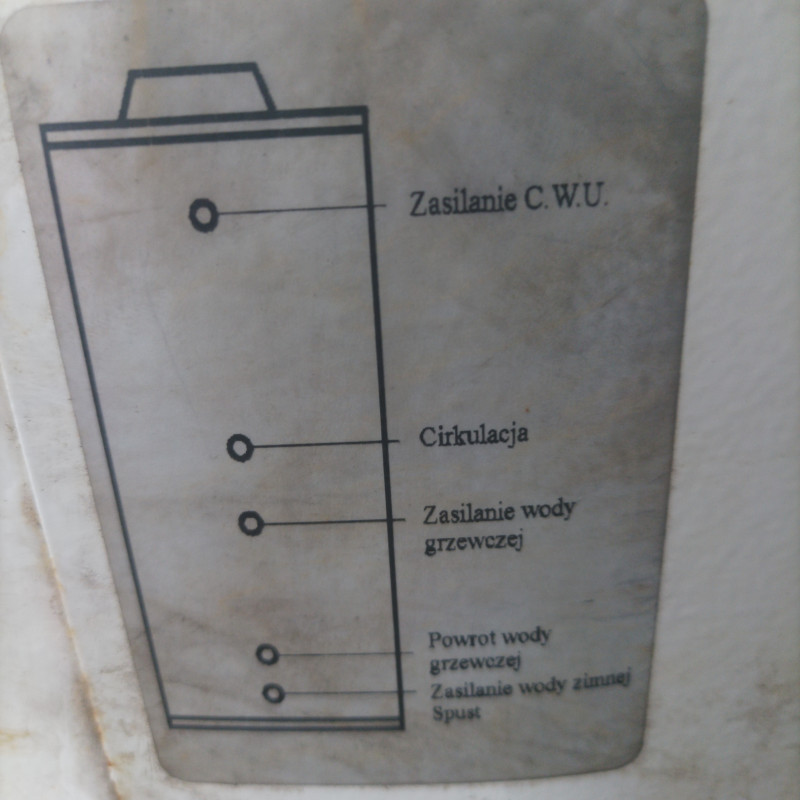 Zasilanie C.W.U.
Cirkulacja
Zasilanie wody
grzewczej
Powrot wody
grzewczej
Zasilanie wody zimnej
Spust